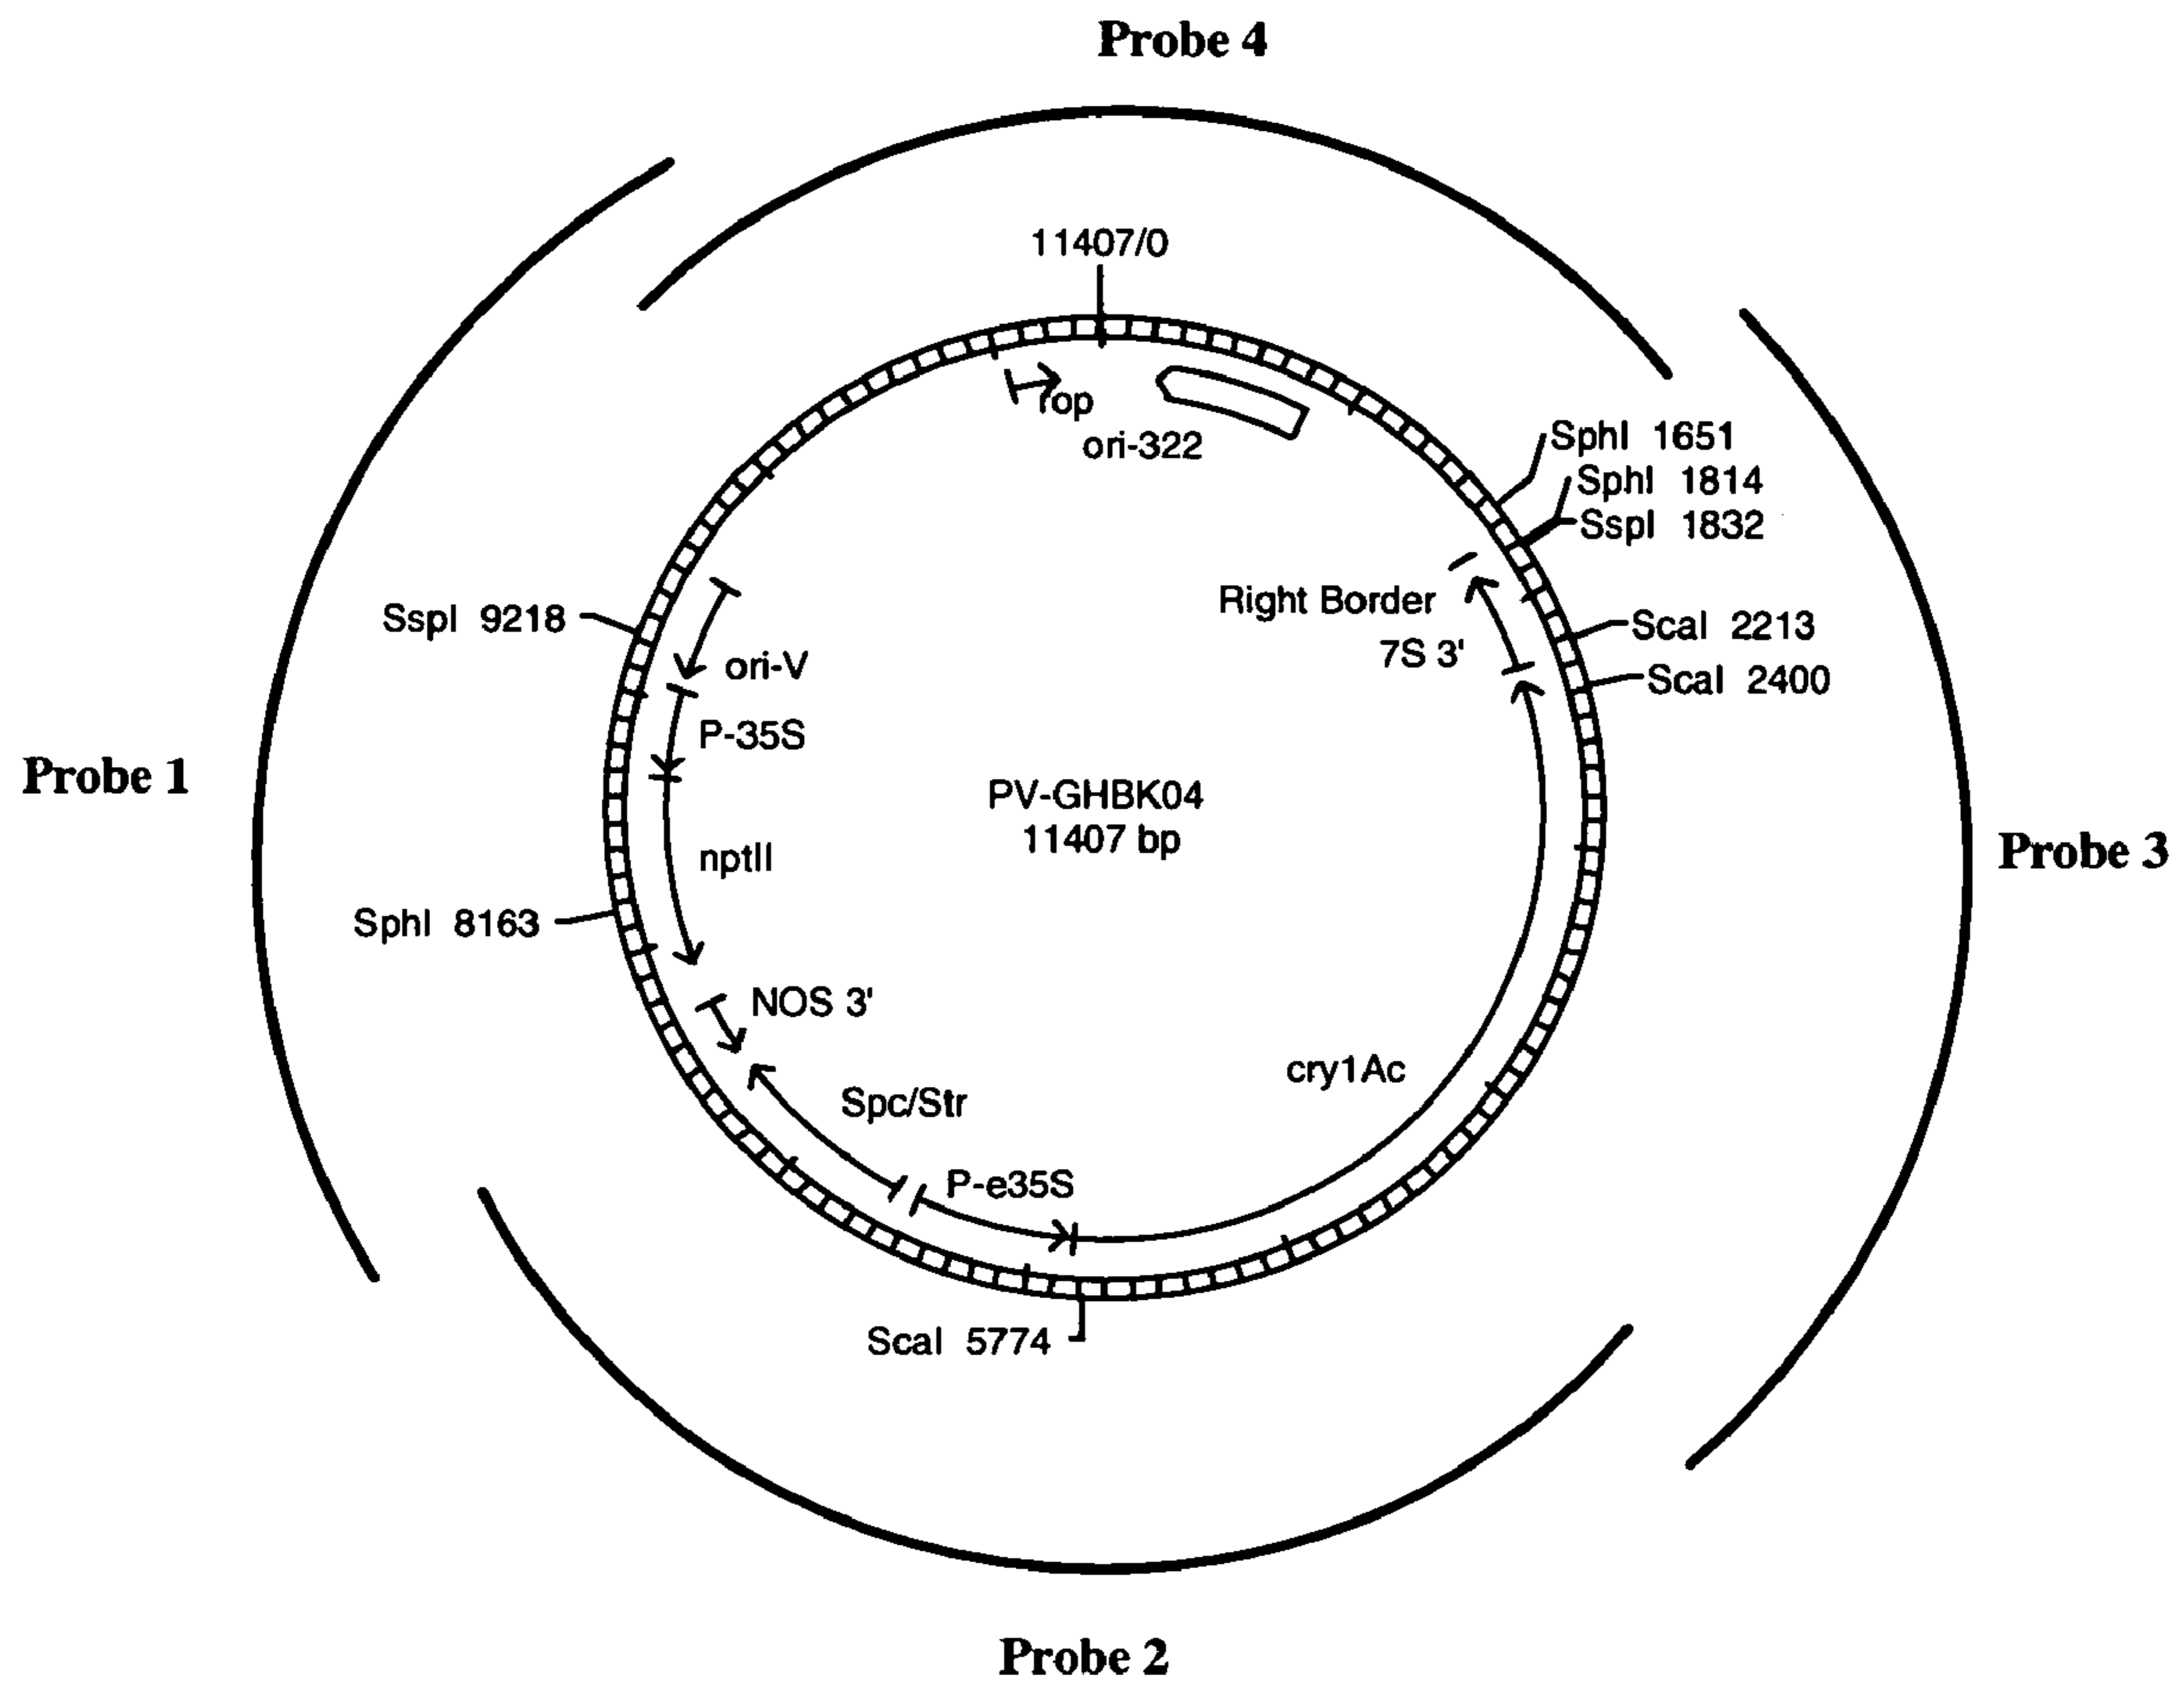 Probe 4
11407/0
rop
ori-322
SphI 1651
SphI 1814
SspI 1832
Right Border
7S 3'
ScaI 2213
ScaI 2400
SspI 9218
ori-V
P-35S
Probe 1
PV-GHBK04
11407 bp
Probe 3
nptII
SphI 8163
NOS 3'
cry1Ac
Spc/Str
P-e35S
ScaI 5774
Probe 2